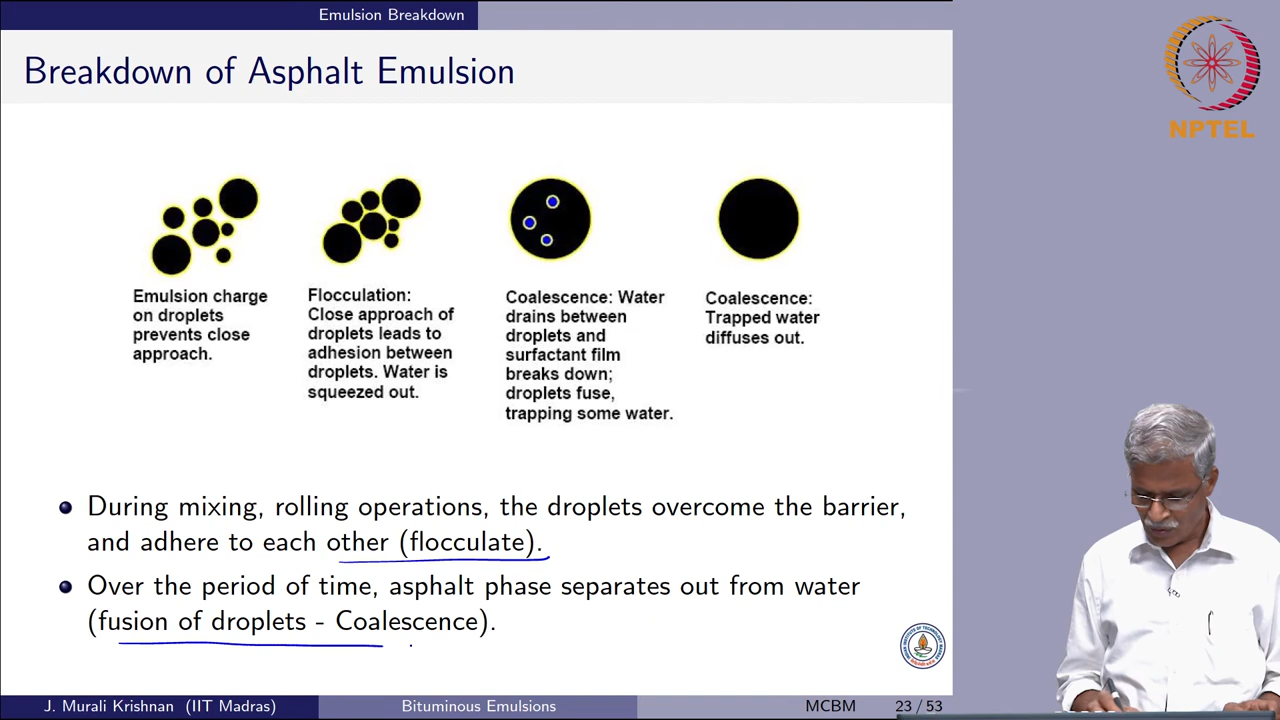 Emulsion Breakdown
Breakdown of Asphalt Emulsion
NPTEL
Emulsion charge
on droplets
prevents close
approach.
Flocculation:
Close approach of
droplets leads to
adhesion between
droplets. Water is
squeezed out.
Coalescence: Water
drains between
droplets and
surfactant film
breaks down;
droplets fuse,
trapping some water.
Coalescence:
Trapped water
diffuses out.
During mixing, rolling operations, the droplets overcome the barrier,
and adhere to each other (flocculate).
Over the period of time, asphalt phase separates out from water
(fusion of droplets - Coalescence).
J. Murali Krishnan (IIT Madras)
Bituminous Emulsions
MCBM
23 / 53